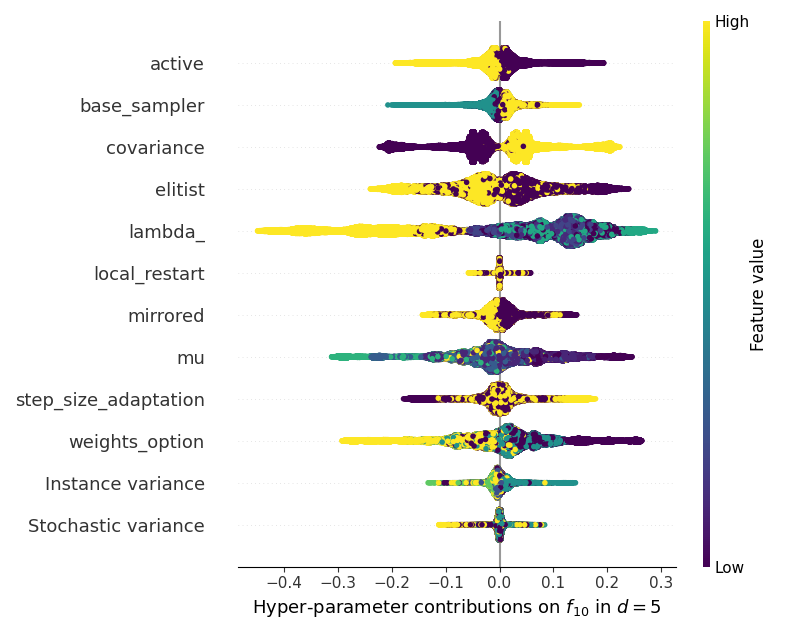 High
active
base_sampler
covariance
elitist
lambda_
local_restart
mirrored
mu
step_size_adaptation
weights_option
Instance variance
Stochastic variance
Feature value
Low
−0.4 −0.3 −0.2 −0.1 0.0 0.1 0.2 0.3
Hyper-parameter contributions on f10 in d = 5